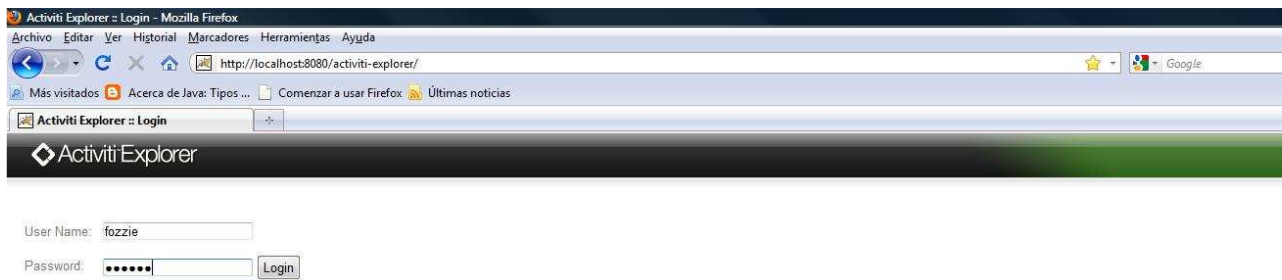 Activiti Explorer :: Login - Mozilla Firefox
Archivo Editar Ver Historial Marcadores Herramientas Ayuda
http://localhost:8080/activiti-explorer/
Google
Más visitados Acerca de Java: Tipos ... Comenzar a usar Firefox Últimas noticias
Activiti Explorer :: Login
Activiti Explorer
User Name: fozzie
Password: •••••• Login